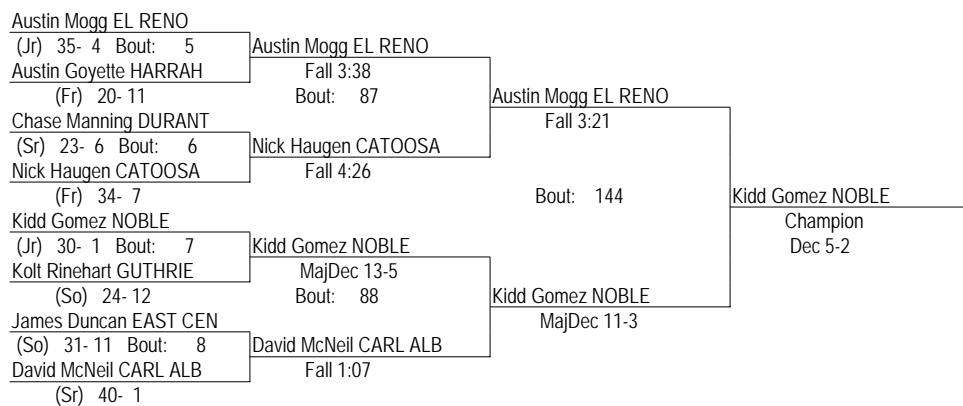 Austin Mogg EL RENO
(Jr) 35- 4 Bout: 5
Austin Goyette HARRAH
(Fr) 20- 11
Chase Manning DURANT
(Sr) 23- 6 Bout: 6
Nick Haugen CATOOSA
(Fr) 34- 7
Kidd Gomez NOBLE
(Jr) 30- 1 Bout: 7
Kolt Rinehart GUTHRIE
(So) 24- 12
James Duncan EAST CEN
(So) 31- 11 Bout: 8
David McNeil CARL ALB
(Sr) 40- 1
Austin Mogg EL RENO
Fall 3:38
Bout: 87
Nick Haugen CATOOSA
Fall 4:26
Kidd Gomez NOBLE
MajDec 13-5
Bout: 88
David McNeil CARL ALB
Fall 1:07
Austin Mogg EL RENO
Fall 3:21
Bout: 144
Kidd Gomez NOBLE
MajDec 11-3
Kidd Gomez NOBLE
Champion
Dec 5-2